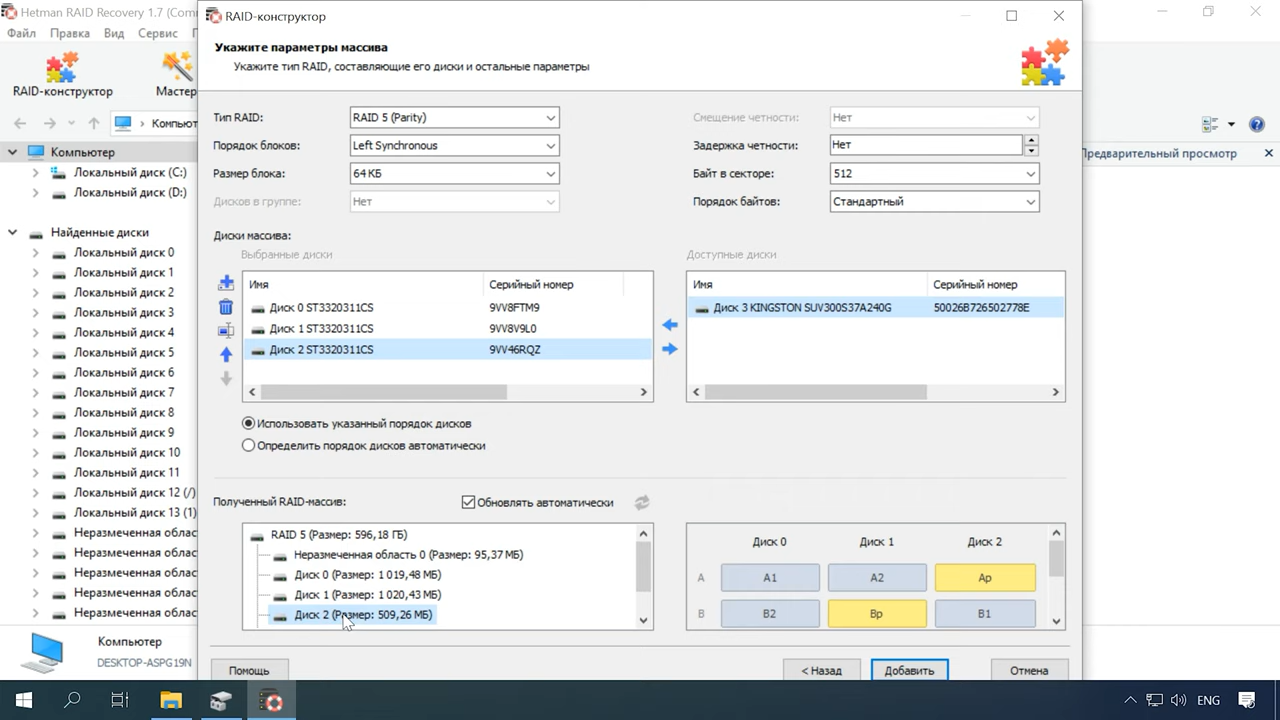 Hetman RAID Recovery 1.7 (Com
Файл Правка Вид Сервис
RAID-конструктор
Мастер
Компьют
Предварительный просмотр
Компьютер
Локальный диск (C:)
Локальный диск (D:)
Найденные диски
Локальный диск 0
Локальный диск 1
Локальный диск 2
Локальный диск 3
Локальный диск 4
Локальный диск 5
Локальный диск 6
Локальный диск 7
Локальный диск 8
Локальный диск 9
Локальный диск 10
Локальный диск 11
Локальный диск 12 (/)
Локальный диск 13 (1)
Неразмеченная облас
Неразмеченная облас
Неразмеченная облас
Неразмеченная облас
Неразмеченная облас
Компьютер
DESKTOP-ASPG19N
RAID-конструктор
Укажите параметры массива
Укажите тип RAID, составляющие его диски и остальные параметры
Тип RAID: RAID 5 (Parity)
Смещение четности: Нет
Порядок блоков: Left Synchronous
Задержка четности: Нет
Размер блока: 64 КБ
Байт в секторе: 512
Дисков в группе: Нет
Порядок байтов: Стандартный
Диски массива:
Выбранные диски
Имя Серийный номер
Диск 0 ST3320311CS 9VV8FTM9
Диск 1 ST3320311CS 9VV8V9L0
Диск 2 ST3320311CS 9VV46RQZ
Доступные диски
Имя Серийный номер
Диск 3 KINGSTON SUV300S37A240G 50026B726502778E
Использовать указанный порядок дисков
Определить порядок дисков автоматически
Полученный RAID-массив:
Обновлять автоматически
RAID 5 (Размер: 596,18 ГБ)
Неразмеченная область 0 (Размер: 95,37 МБ)
Диск 0 (Размер: 1 019,48 МБ)
Диск 1 (Размер: 1 020,43 МБ)
Диск 2 (Размер: 509,26 МБ)
Диск 0 Диск 1 Диск 2
A A1 A2 Ap
B B2 Bp B1
Помощь
< Назад
Добавить
Отмена
ENG